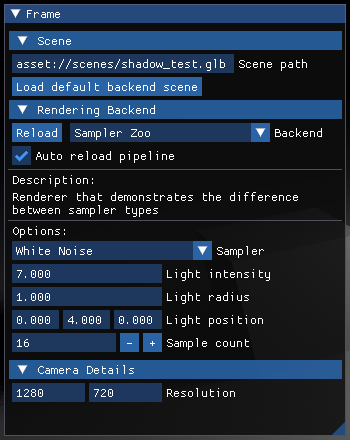 Frame
Scene
asset://scenes/shadow_test.glb Scene path
Load default backend scene
Rendering Backend
Reload Sampler Zoo Backend
Auto reload pipeline
Description:
Renderer that demonstrates the difference
between sampler types
Options:
White Noise Sampler
7.000 Light intensity
1.000 Light radius
0.000 4.000 0.000 Light position
16 - + Sample count
Camera Details
1280 720 Resolution